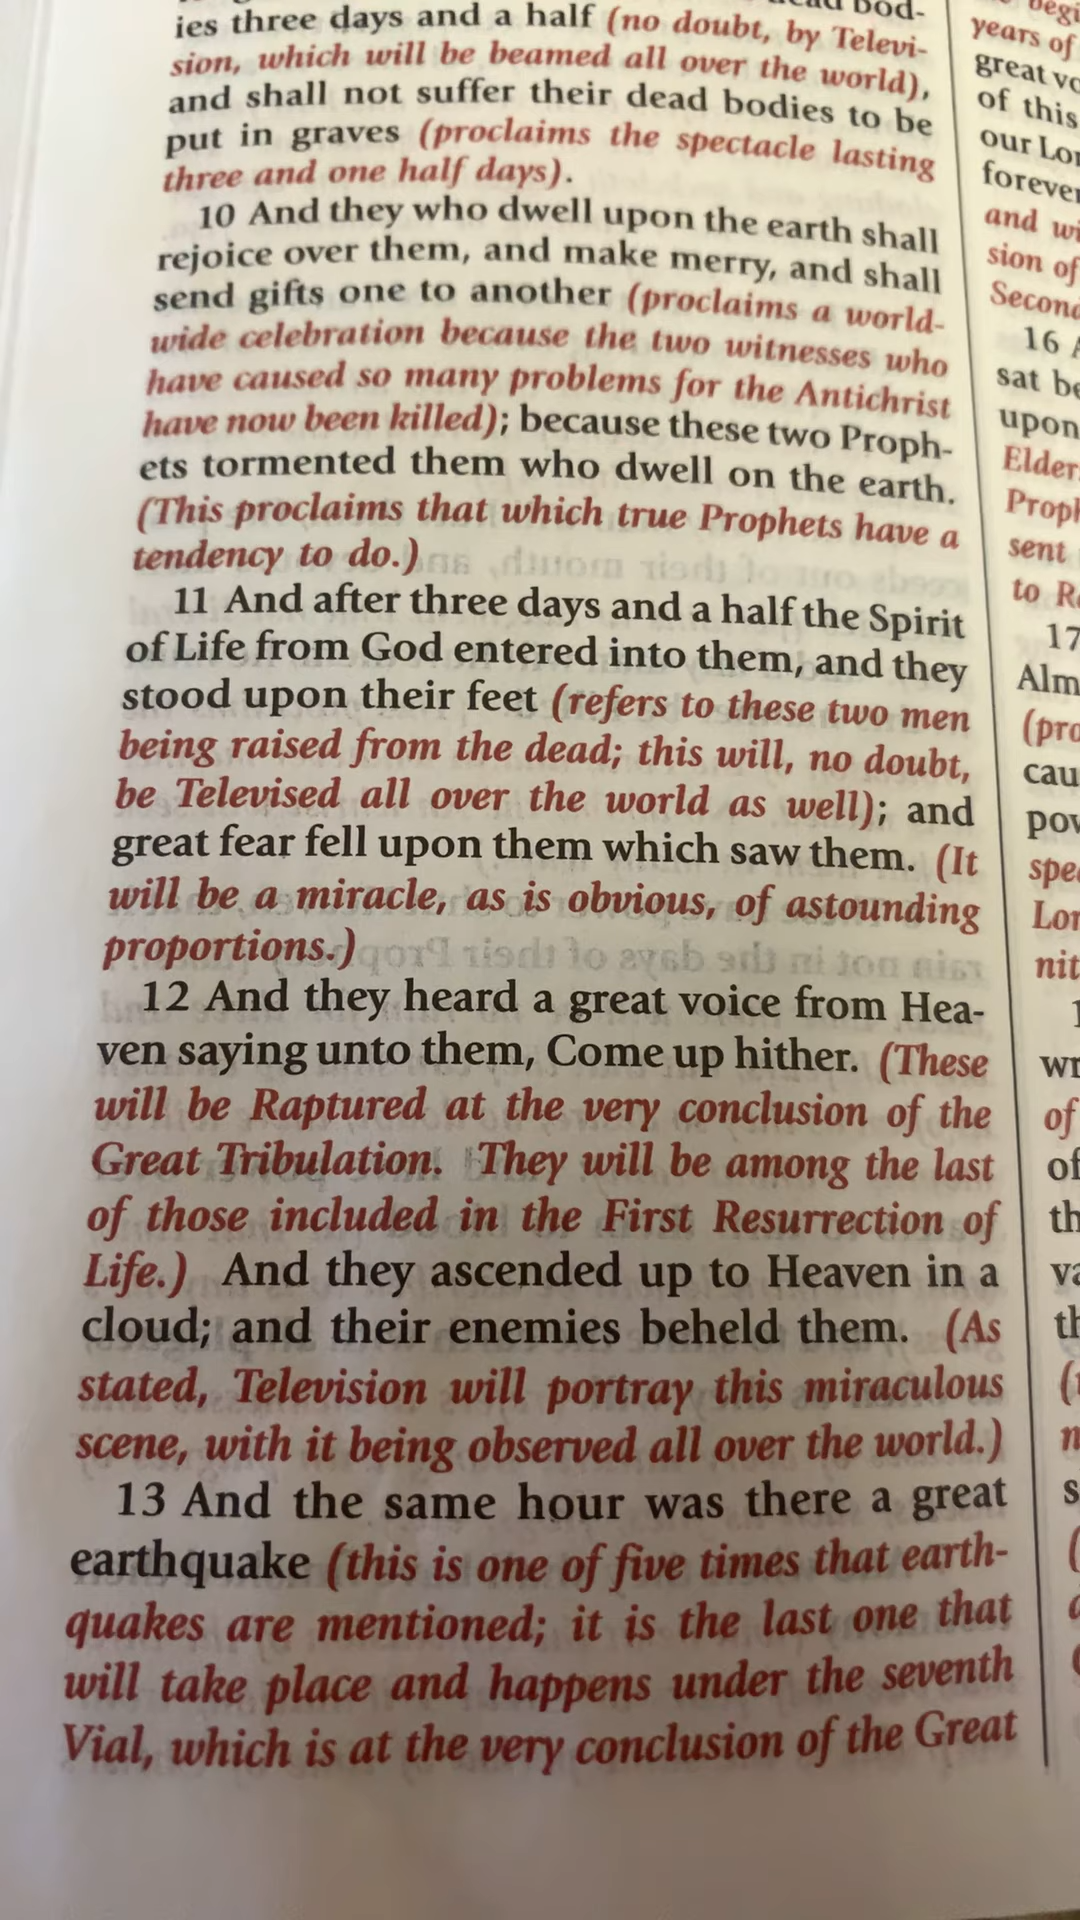 ies three days and a half (no doubt, by Televi-
sion, which will be beamed all over the world),
and shall not suffer their dead bodies to be
put in graves (proclaims the spectacle lasting
three and one half days).
10 And they who dwell upon the earth shall
rejoice over them, and make merry, and shall
send gifts one to another (proclaims a world-
wide celebration because the two witnesses who
have caused so many problems for the Antichrist
have now been killed); because these two Proph-
ets tormented them who dwell on the earth.
(This proclaims that which true Prophets have a
tendency to do.)
11 And after three days and a half the Spirit
of Life from God entered into them, and they
stood upon their feet (refers to these two men
being raised from the dead; this will, no doubt,
be Televised all over the world as well); and
great fear fell upon them which saw them. (It
will be a miracle, as is obvious, of astounding
proportions.)
12 And they heard a great voice from Hea-
ven saying unto them, Come up hither. (These
will be Raptured at the very conclusion of the
Great Tribulation. They will be among the last
of those included in the First Resurrection of
Life.) And they ascended up to Heaven in a
cloud; and their enemies beheld them. (As
stated, Television will portray this miraculous
scene, with it being observed all over the world.)
13 And the same hour was there a great
earthquake (this is one of five times that earth-
quakes are mentioned; it is the last one that
will take place and happens under the seventh
Vial, which is at the very conclusion of the Great
years of
great
of this
our
and
sion of
16
sat
upon
sent
to
17
of